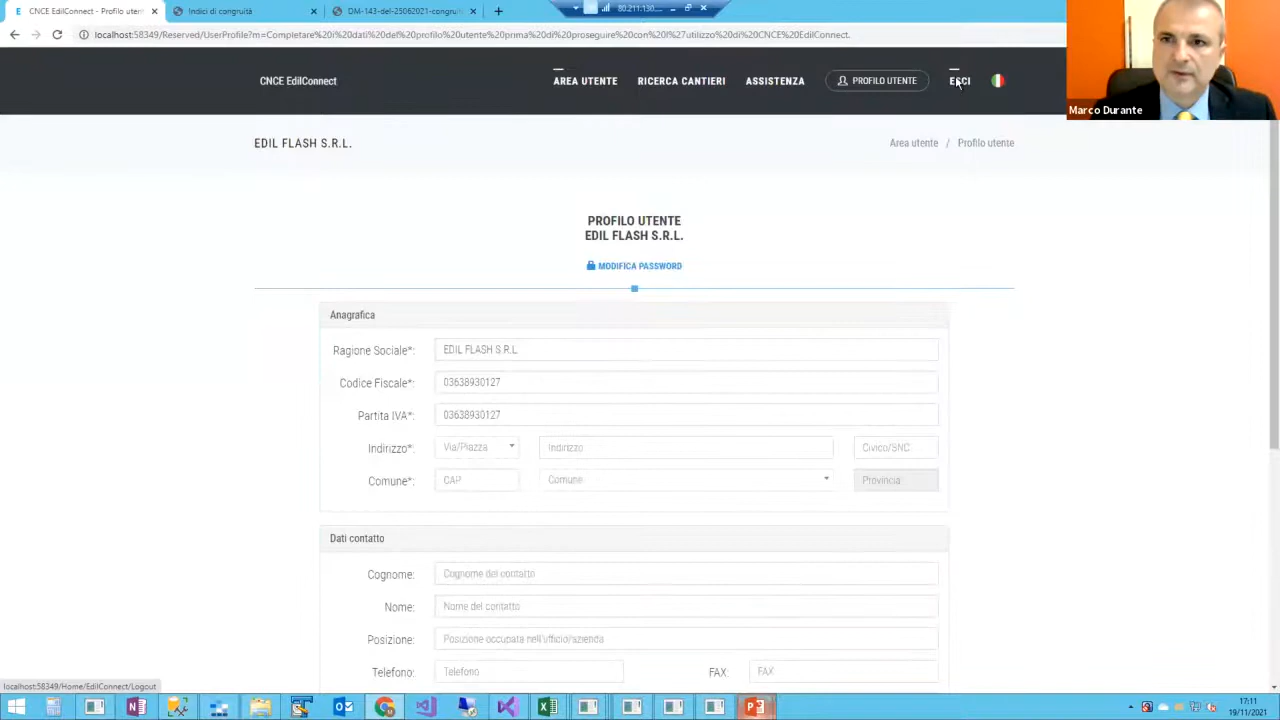 CNCE EdilConnect - Profilo uten
Indici di congruità
DM-143-del-25062021-congruit
80.211.130....
localhost:58349/Reserved/UserProfile?m=Completare%20i%20dati%20del%20profilo%20utente%20prima%20di%20proseguire%20con%20l%27utilizzo%20di%20CNCE%20EdilConnect.
CNCE EdilConnect
AREA UTENTE
RICERCA CANTIERI
ASSISTENZA
PROFILO UTENTE
ESCI
Marco Durante
EDIL FLASH S.R.L.
Area utente / Profilo utente
PROFILO UTENTE
EDIL FLASH S.R.L.
MODIFICA PASSWORD
Anagrafica
Ragione Sociale*: EDIL FLASH S.R.L.
Codice Fiscale*: 03638930127
Partita IVA*: 03638930127
Indirizzo*: Via/Piazza Indirizzo Civico/SNC
Comune*: CAP Comune Provincia
Dati contatto
Cognome: Cognome del contatto
Nome: Nome del contatto
Posizione: Posizione occupata nell'ufficio/azienda
Telefono: Telefono FAX: FAX
localhost:58349/Home/EdilConnect/Logout
17:11
19/11/2021